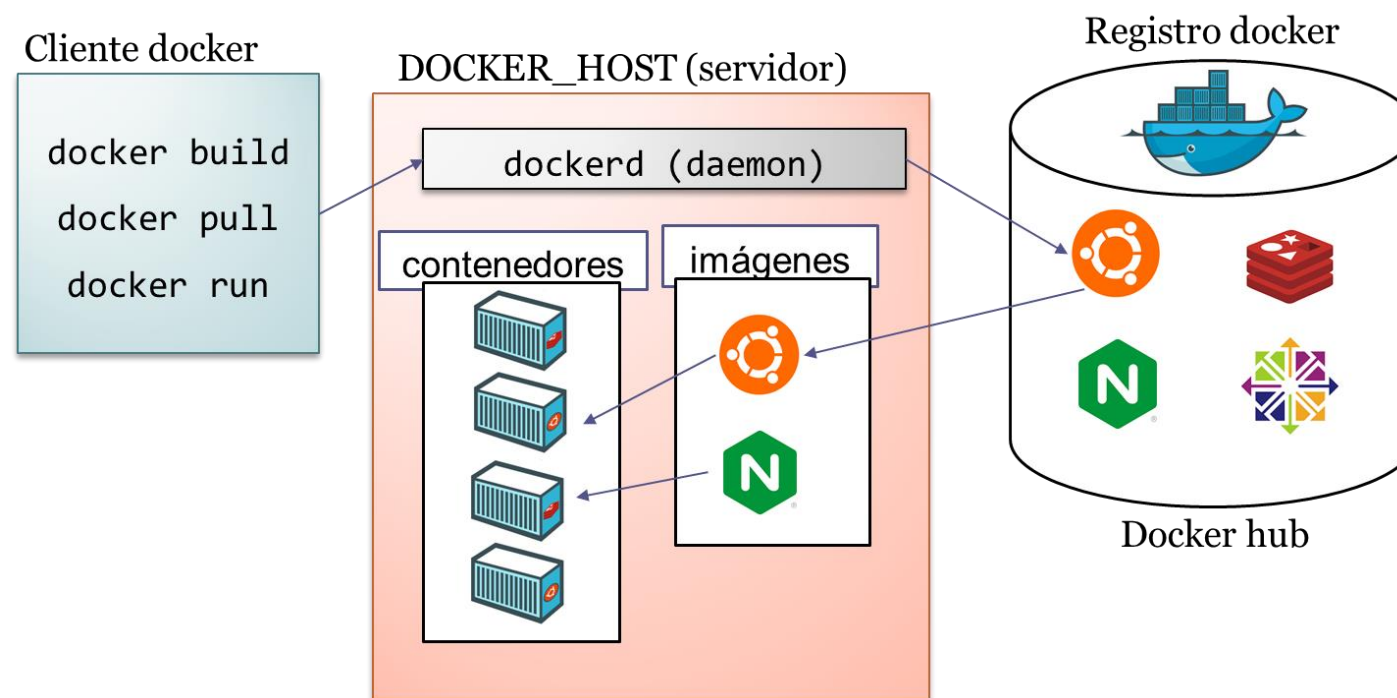 Cliente docker
docker build
docker pull
docker run
DOCKER_HOST (servidor)
dockerd (daemon)
contenedores
imágenes
N
Registro docker
N
Docker hub